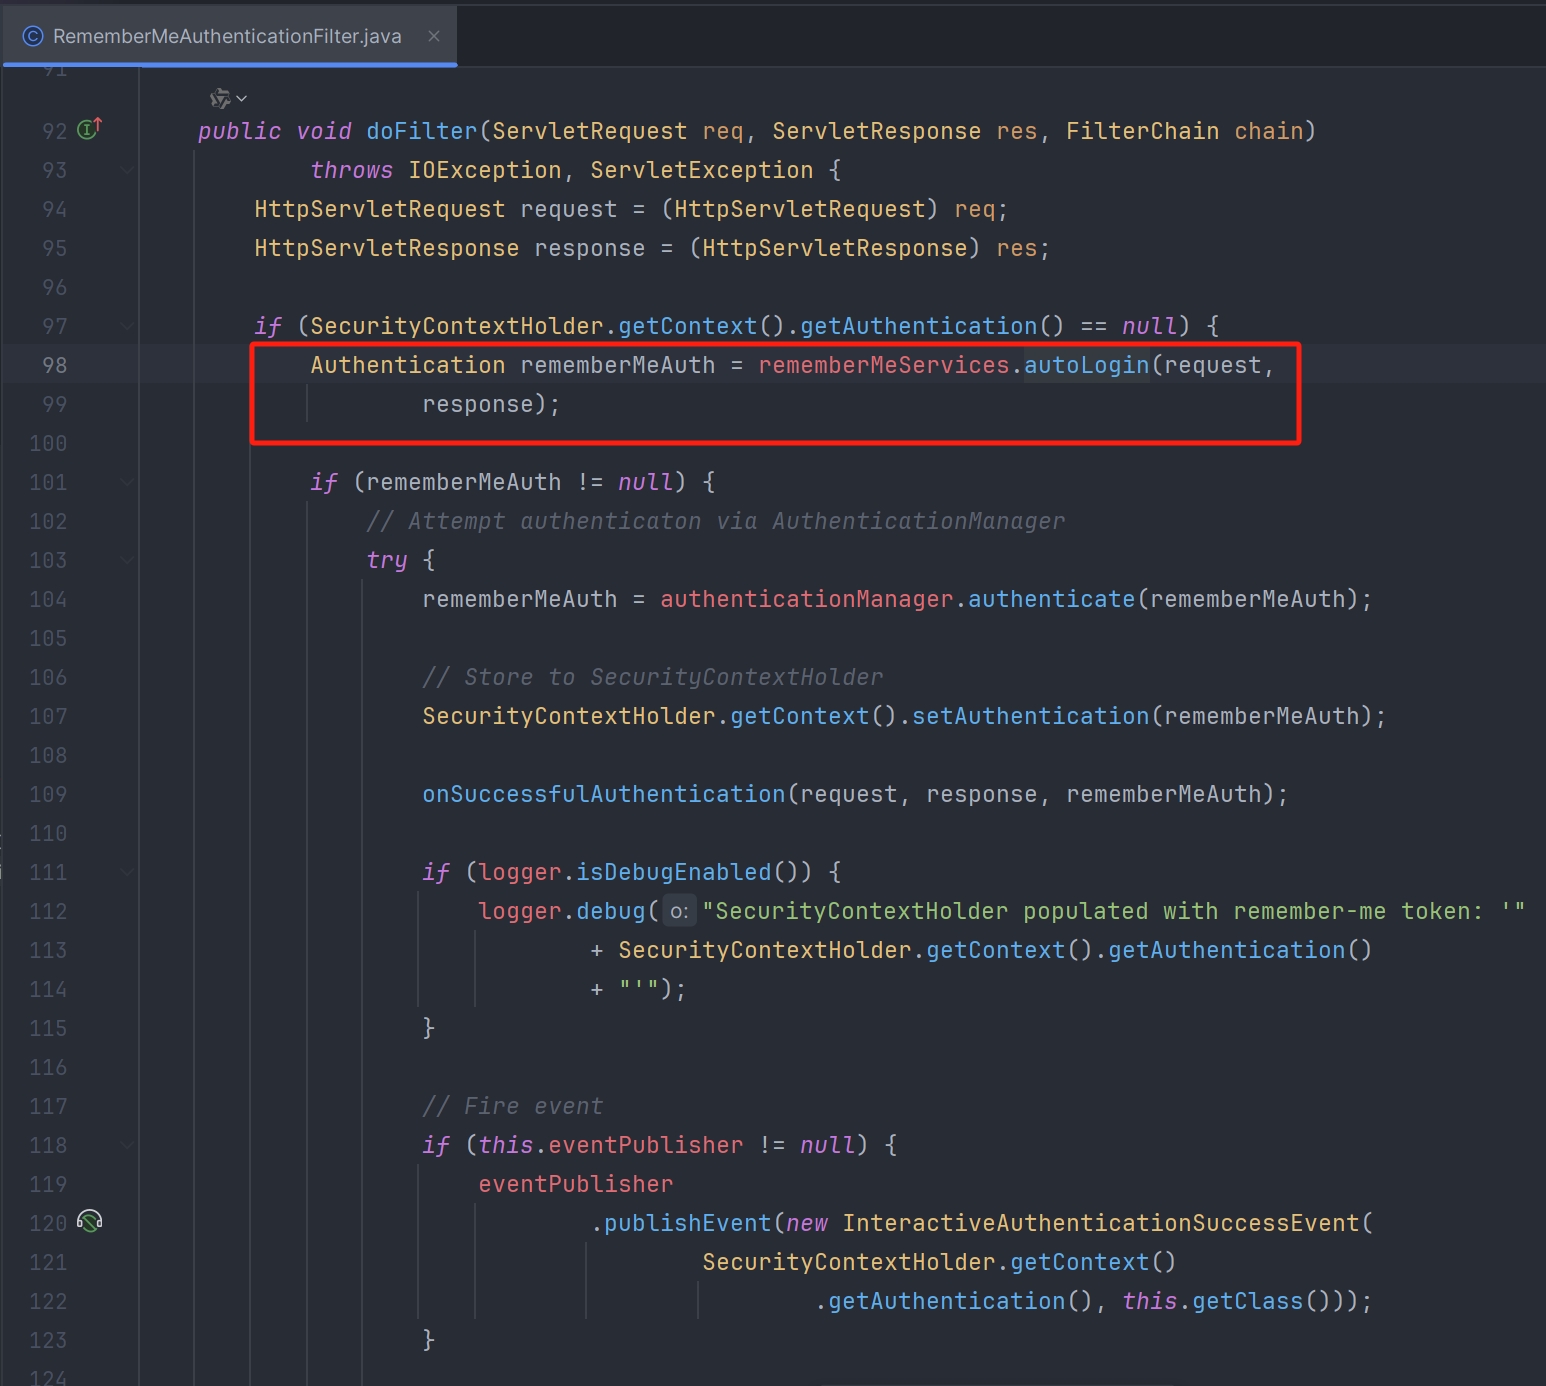 RememberMeAuthenticationFilter.java
91
92 public void doFilter(ServletRequest req, ServletResponse res, FilterChain chain)
93 throws IOException, ServletException {
94 HttpServletRequest request = (HttpServletRequest) req;
95 HttpServletResponse response = (HttpServletResponse) res;
96
97 if (SecurityContextHolder.getContext().getAuthentication() == null) {
98 Authentication rememberMeAuth = rememberMeServices.autoLogin(request,
99 response);
100
101 if (rememberMeAuth != null) {
102 // Attempt authenticaton via AuthenticationManager
103 try {
104 rememberMeAuth = authenticationManager.authenticate(rememberMeAuth);
105
106 // Store to SecurityContextHolder
107 SecurityContextHolder.getContext().setAuthentication(rememberMeAuth);
108
109 onSuccessfulAuthentication(request, response, rememberMeAuth);
110
111 if (logger.isDebugEnabled()) {
112 logger.debug( o: "SecurityContextHolder populated with remember-me token: '"
113 + SecurityContextHolder.getContext().getAuthentication()
114 + "'");
115 }
116
117 // Fire event
118 if (this.eventPublisher != null) {
119 eventPublisher
120 .publishEvent(new InteractiveAuthenticationSuccessEvent(
121 SecurityContextHolder.getContext()
122 .getAuthentication(), this.getClass()));
123 }
124